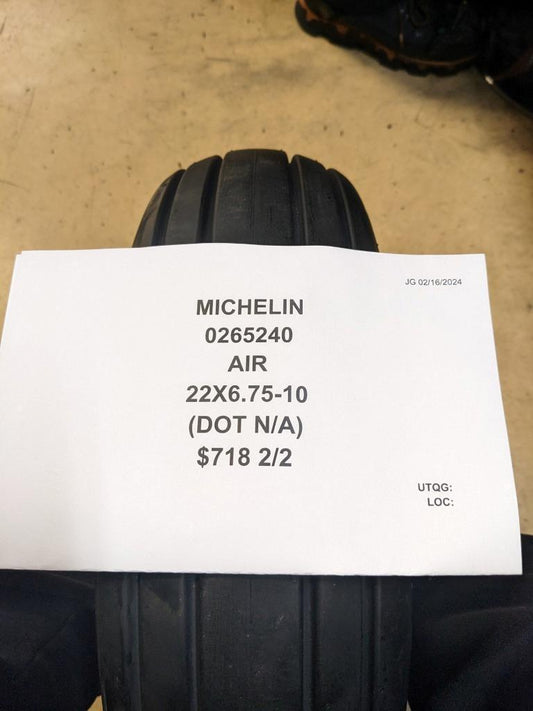 JG 02/16/2024
MICHELIN
0265240
AIR
22X6.75-10
(DOT N/A)
$718 2/2
UTQG:
LOC: